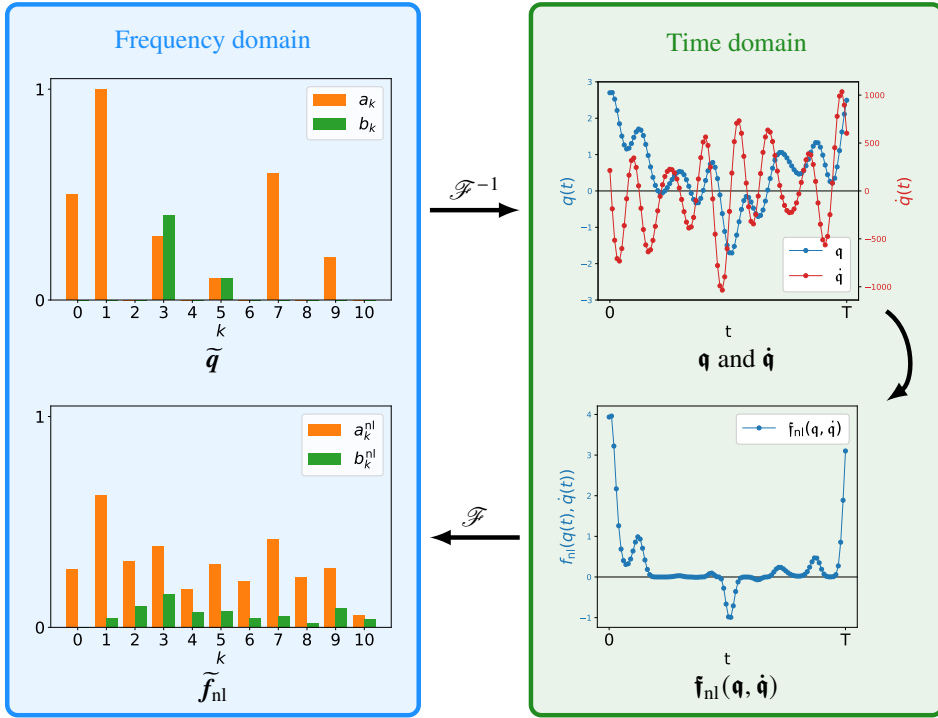 Frequency domain
1
0
a_k
b_k
0 1 2 3 4 5 6 7 8 9 10
k
q̃
ℱ⁻¹
Time domain
3
2
1
0
−1
−2
−3
q(t)
1000
500
0
−500
−1000
q̇(t)
𝔮
𝔮̇
0 T
t
𝔮 and 𝔮̇
1
0
a_k^nl
b_k^nl
0 1 2 3 4 5 6 7 8 9 10
k
f̃_nl
ℱ
4
3
2
1
0
−1
f_nl(q(t), q̇(t))
𝔣_nl(𝔮, 𝔮̇)
0 T
t
𝔣_nl(𝔮, 𝔮̇)